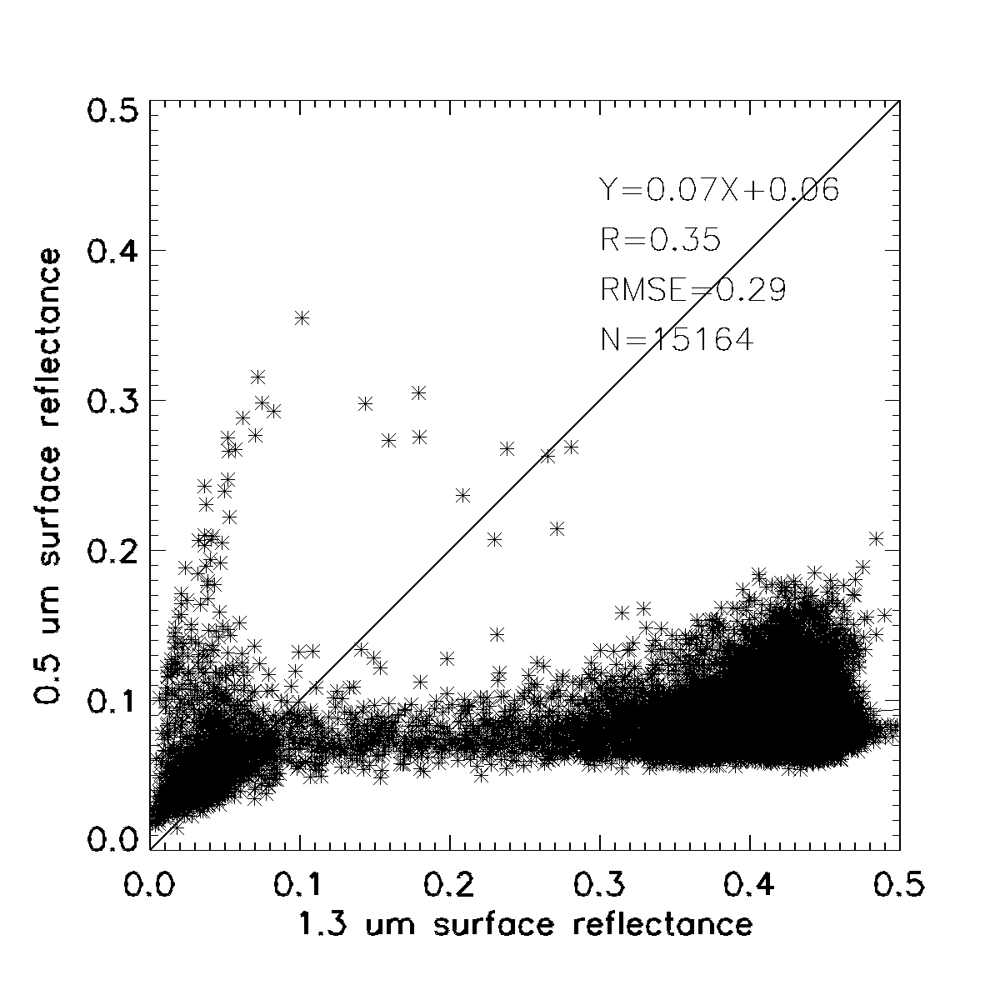 0.5
0.4
0.3
0.2
0.1
0.0
0.5 um surface reflectance
Y=0.07X+0.06
R=0.35
RMSE=0.29
N=15164
0.0 0.1 0.2 0.3 0.4 0.5
1.3 um surface reflectance